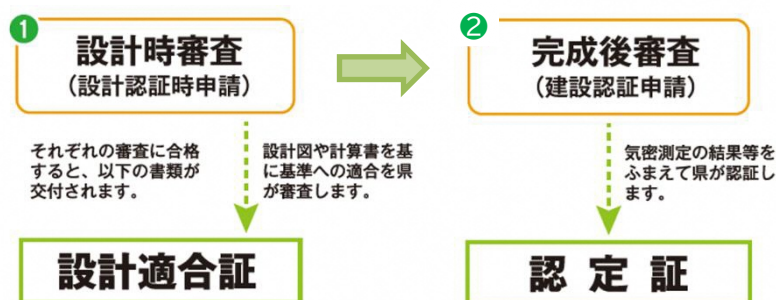 1
設計時審査
（設計認証時申請）
それぞれの審査に合格
すると、以下の書類が
交付されます。
設計図や計算書を基
に基準への適合を県
が審査します。
設計適合証
2
完成後審査
（建設認証申請）
気密測定の結果等を
ふまえて県が認証し
ます。
認定証